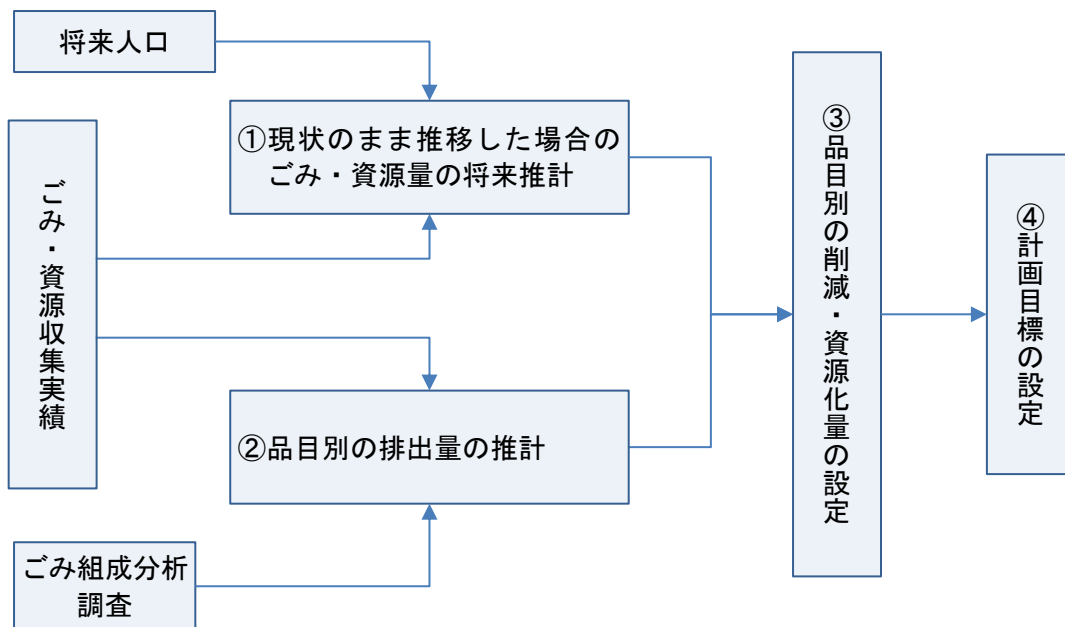 将来人口
ごみ・資源収集実績
ごみ組成分析
調査
①現状のまま推移した場合の
ごみ・資源量の将来推計
②品目別の排出量の推計
③品目別の削減・資源化量の設定
④計画目標の設定